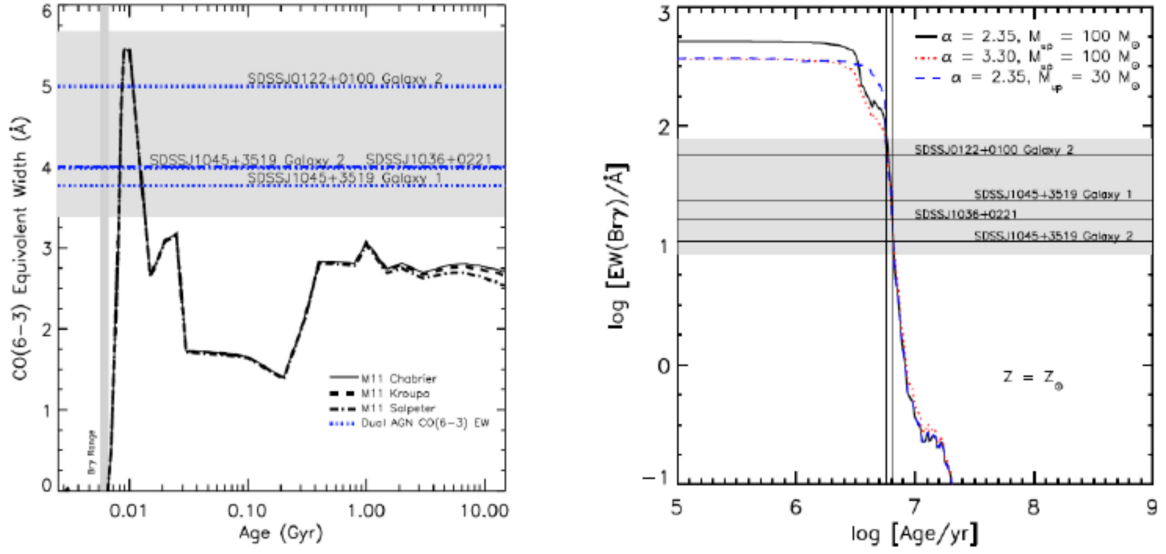 6
5
4
3
2
1
0
CO(6-3) Equivalent Width (Å)
SDSSJ0122+0100 Galaxy 2
SDSSJ1045+3519 Galaxy 2 SDSSJ1036+0221
SDSSJ1045+3519 Galaxy 1
M11 Chabrier
M11 Kroupa
M11 Salpeter
Dual AGN CO(6-3) EW
Brγ Range
0.01 0.10 1.00 10.00
Age (Gyr)
3
2
1
0
-1
log [EW(Brγ)/Å]
α = 2.35, M_up = 100 M_⊙
α = 3.30, M_up = 100 M_⊙
α = 2.35, M_up = 30 M_⊙
SDSSJ0122+0100 Galaxy 2
SDSSJ1045+3519 Galaxy 1
SDSSJ1036+0221
SDSSJ1045+3519 Galaxy 2
Z = Z_⊙
5 6 7 8 9
log [Age/yr]